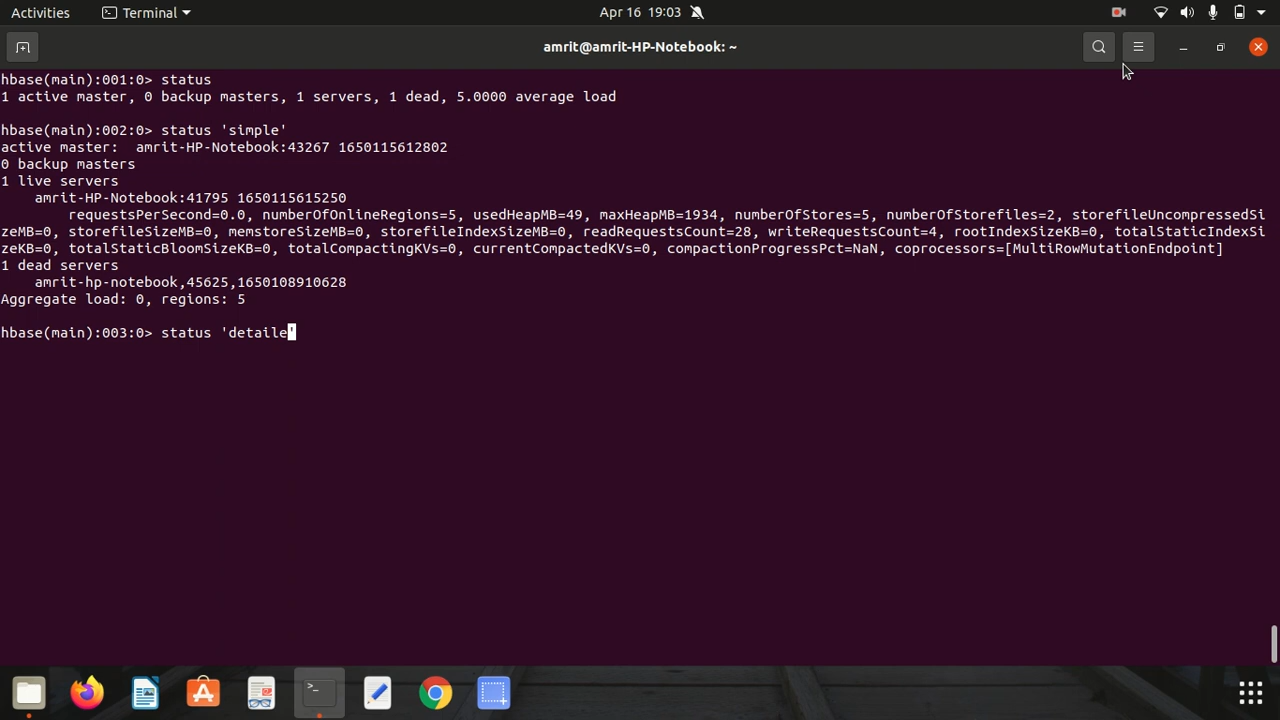 Activities Terminal Apr 16 19:03
amrit@amrit-HP-Notebook: ~
hbase(main):001:0> status
1 active master, 0 backup masters, 1 servers, 1 dead, 5.0000 average load
hbase(main):002:0> status 'simple'
active master:  amrit-HP-Notebook:43267 1650115612802
0 backup masters
1 live servers
    amrit-HP-Notebook:41795 1650115615250
        requestsPerSecond=0.0, numberOfOnlineRegions=5, usedHeapMB=49, maxHeapMB=1934, numberOfStores=5, numberOfStorefiles=2, storefileUncompressedSi
zeMB=0, storefileSizeMB=0, memstoreSizeMB=0, storefileIndexSizeMB=0, readRequestsCount=28, writeRequestsCount=4, rootIndexSizeKB=0, totalStaticIndexSi
zeKB=0, totalStaticBloomSizeKB=0, totalCompactingKVs=0, currentCompactedKVs=0, compactionProgressPct=NaN, coprocessors=[MultiRowMutationEndpoint]
1 dead servers
    amrit-hp-notebook,45625,1650108910628
Aggregate load: 0, regions: 5
hbase(main):003:0> status 'detaile'